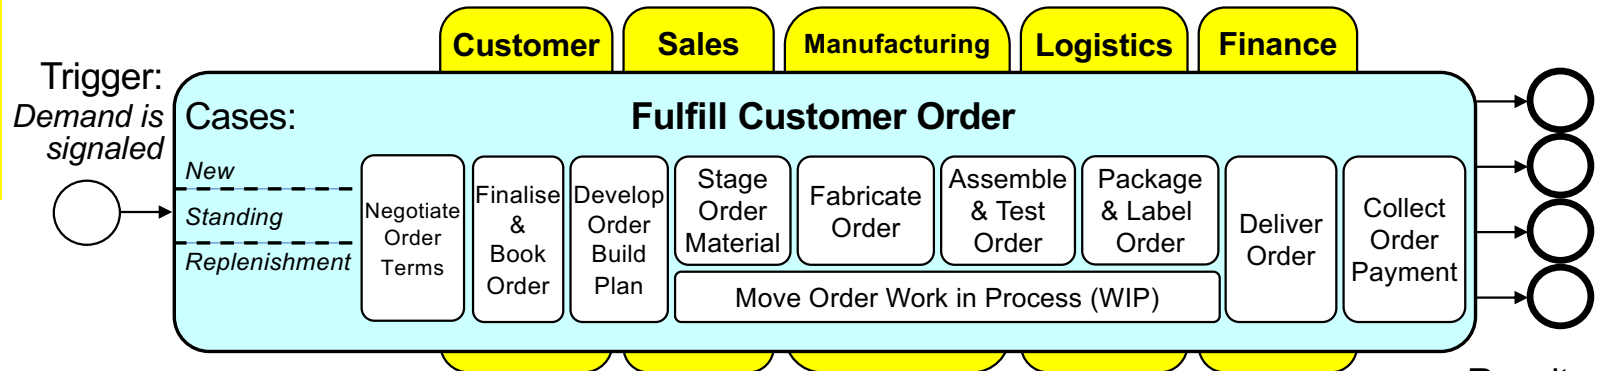 Customer
Sales
Manufacturing
Logistics
Finance
Trigger:
Demand is
signaled
Cases:
Fulfill Customer Order
New
Standing
Replenishment
Negotiate
Order
Terms
Finalise
&
Book
Order
Develop
Order
Build
Plan
Stage
Order
Material
Fabricate
Order
Assemble
& Test
Order
Package
& Label
Order
Move Order Work in Process (WIP)
Deliver
Order
Collect
Order
Payment